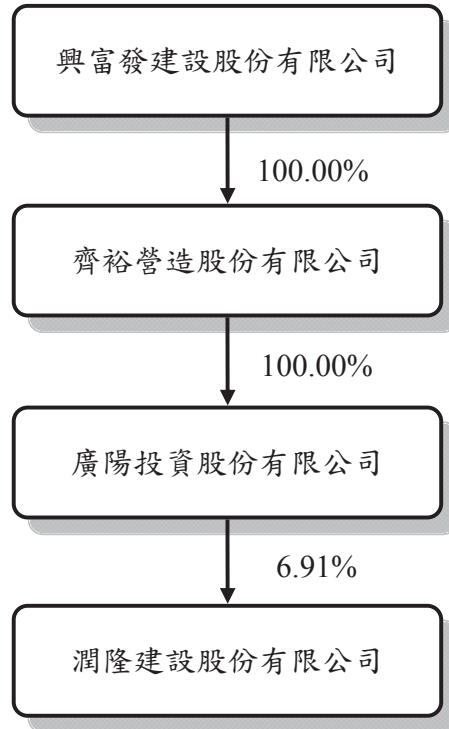 興富發建設股份有限公司
100.00%
齊裕營造股份有限公司
100.00%
廣陽投資股份有限公司
6.91%
潤隆建設股份有限公司